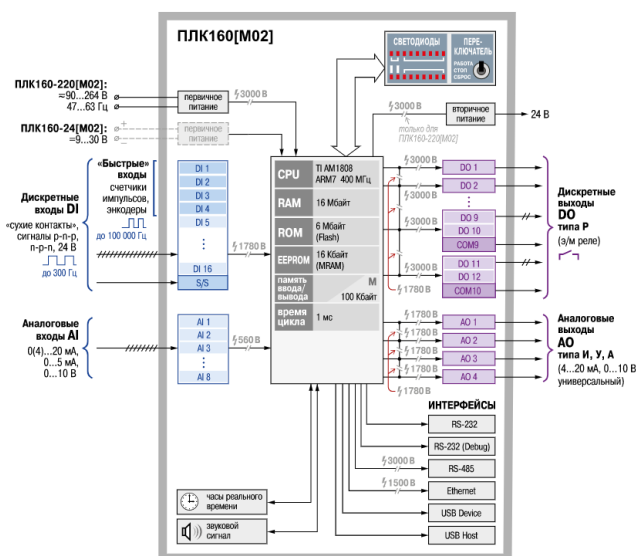 ПЛК160[М02]
СВЕТОДИОДЫ
ПЕРЕ-
КЛЮЧАТЕЛЬ
РАБОТА
СТОП
СБРОС
ПЛК160-220[М02]:
≂90...264 В
47...63 Гц
первичное
питание
3000 В
ПЛК160-24[М02]:
=9...30 В
первичное
питание
3000 В
только для
ПЛК160-220[М02]
вторичное
питание
24 В
Дискретные
входы DI
«сухие контакты»,
сигналы p-n-p,
n-p-n, 24 В
до 300 Гц
«Быстрые»
входы
счетчики
импульсов,
энкодеры
до 100 000 Гц
DI 1
DI 2
DI 3
DI 4
DI 5
DI 16
S/S
1780 В
Аналоговые
входы AI
0(4)...20 мА,
0...5 мА,
0...10 В
AI 1
AI 2
AI 3
AI 8
560 В
CPU
TI AM1808
ARM7 400 МГц
RAM
16 Мбайт
ROM
6 Мбайт
(Flash)
EEPROM
16 Кбайт
(MRAM)
память
ввода/
вывода
М
100 Кбайт
время
цикла
1 мс
3000 В
DO 1
DO 2
3000 В
3000 В
DO 9
DO 10
COM9
3000 В
DO 11
DO 12
COM10
1780 В
Дискретные
выходы
DO
типа Р
(э/м реле)
1780 В
AO 1
1780 В
AO 2
1780 В
AO 3
1780 В
AO 4
1780 В
Аналоговые
выходы
АО
типа И, У, А
(4...20 мА, 0...10 В
универсальный)
ИНТЕРФЕЙСЫ
RS-232
RS-232 (Debug)
3000 В
RS-485
1500 В
Ethernet
USB Device
USB Host
часы реального
времени
звуковой
сигнал